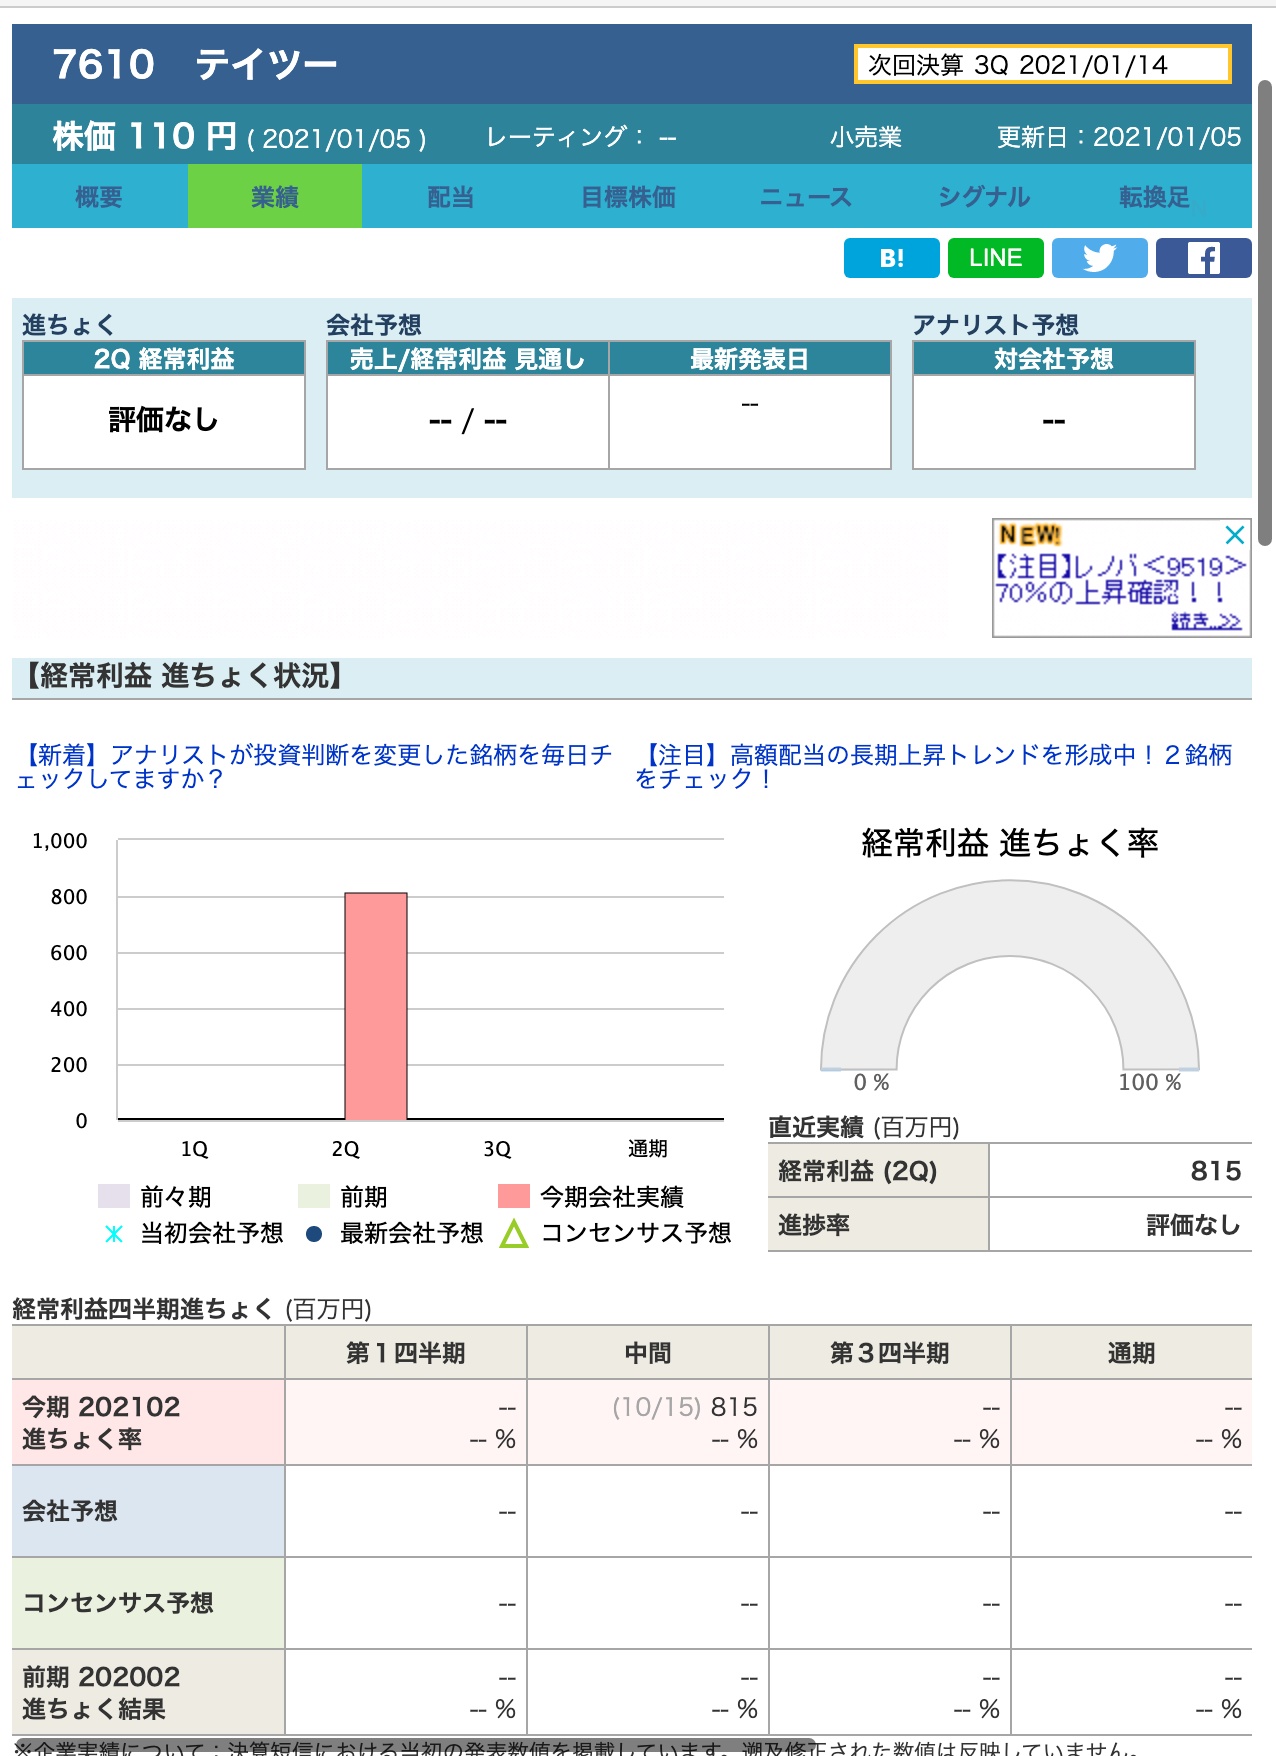 7610 テイツー
次回決算 3Q 2021/01/14
株価 110 円 ( 2021/01/05 ) レーティング： -- 小売業 更新日：2021/01/05
概要 業績 配当 目標株価 ニュース シグナル 転換足
B! LINE
進ちょく 会社予想 アナリスト予想
2Q 経常利益 売上/経常利益 見通し 最新発表日 対会社予想
評価なし -- / -- -- --
NEW!
【注目】レノバ<9519>
70%の上昇確認！！
続き..>>
【経常利益 進ちょく状況】
【新着】アナリストが投資判断を変更した銘柄を毎日チ
ェックしてますか？
【注目】高額配当の長期上昇トレンドを形成中！２銘柄
をチェック！
1,000
800
600
400
200
0
1Q 2Q 3Q 通期
前々期 前期 今期会社実績
当初会社予想 最新会社予想 コンセンサス予想
経常利益 進ちょく率
0 % 100 %
直近実績 (百万円)
経常利益 (2Q) 815
進捗率 評価なし
経常利益四半期進ちょく (百万円)
第１四半期 中間 第３四半期 通期
今期 202102 -- (10/15) 815 -- --
進ちょく率 -- % -- % -- % -- %
会社予想 -- -- -- --
コンセンサス予想 -- -- -- --
前期 202002 -- -- -- --
進ちょく結果 -- % -- % -- % -- %
※企業実績について：決算短信における当初の発表数値を掲載しています。遡及修正された数値は反映していません。